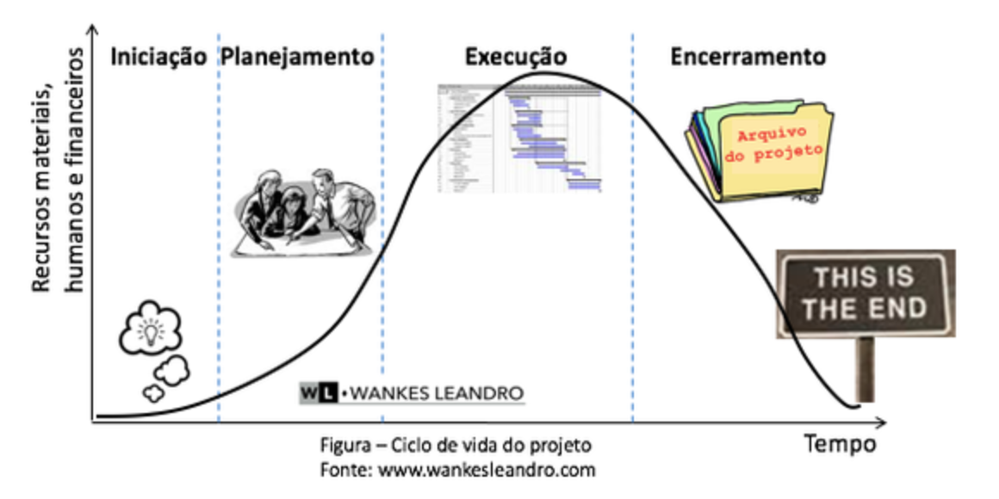 Iniciação
Planejamento
Execução
Encerramento
Recursos materiais,
humanos e financeiros
Arquivo
do projeto
THIS IS
THE END
WL • WANKES LEANDRO
Tempo
Figura – Ciclo de vida do projeto
Fonte: www.wankesleandro.com